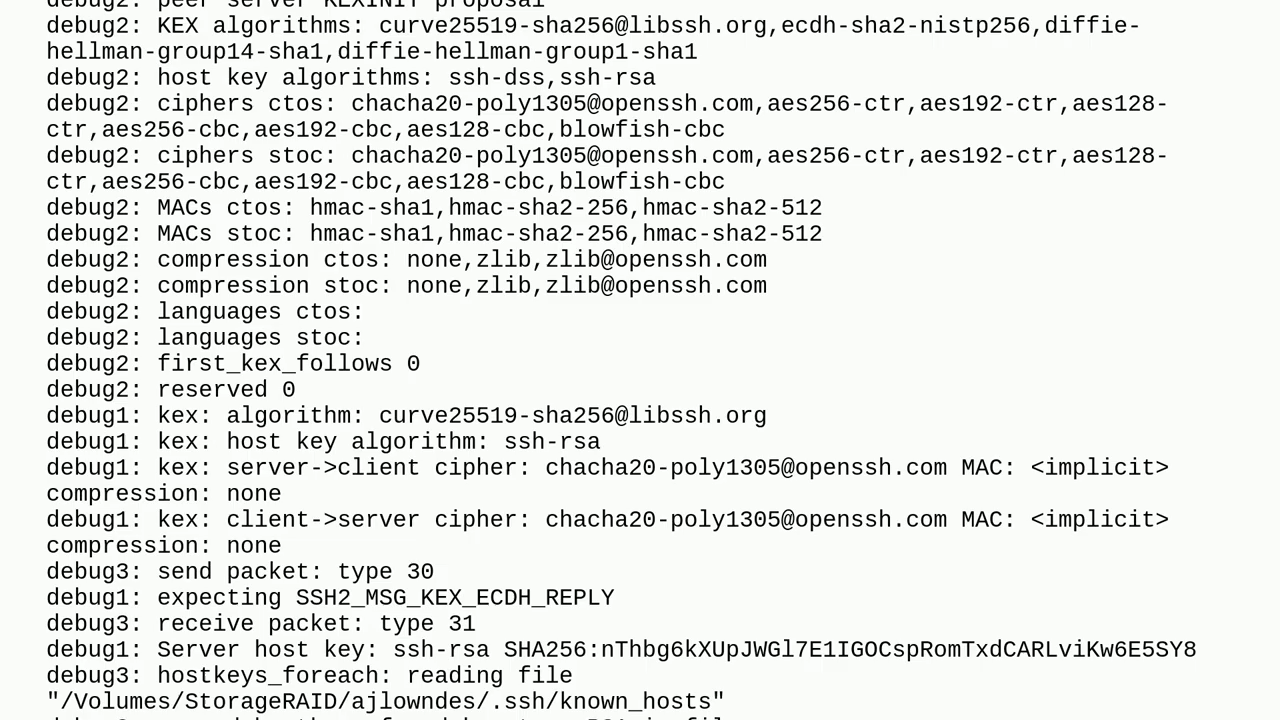 debug2: peer server KEXINIT proposal
debug2: KEX algorithms: curve25519-sha256@libssh.org,ecdh-sha2-nistp256,diffie-
hellman-group14-sha1,diffie-hellman-group1-sha1
debug2: host key algorithms: ssh-dss,ssh-rsa
debug2: ciphers ctos: chacha20-poly1305@openssh.com,aes256-ctr,aes192-ctr,aes128-
ctr,aes256-cbc,aes192-cbc,aes128-cbc,blowfish-cbc
debug2: ciphers stoc: chacha20-poly1305@openssh.com,aes256-ctr,aes192-ctr,aes128-
ctr,aes256-cbc,aes192-cbc,aes128-cbc,blowfish-cbc
debug2: MACs ctos: hmac-sha1,hmac-sha2-256,hmac-sha2-512
debug2: MACs stoc: hmac-sha1,hmac-sha2-256,hmac-sha2-512
debug2: compression ctos: none,zlib,zlib@openssh.com
debug2: compression stoc: none,zlib,zlib@openssh.com
debug2: languages ctos:
debug2: languages stoc:
debug2: first_kex_follows 0
debug2: reserved 0
debug1: kex: algorithm: curve25519-sha256@libssh.org
debug1: kex: host key algorithm: ssh-rsa
debug1: kex: server->client cipher: chacha20-poly1305@openssh.com MAC: <implicit>
compression: none
debug1: kex: client->server cipher: chacha20-poly1305@openssh.com MAC: <implicit>
compression: none
debug3: send packet: type 30
debug1: expecting SSH2_MSG_KEX_ECDH_REPLY
debug3: receive packet: type 31
debug1: Server host key: ssh-rsa SHA256:nThbg6kXUpJWGl7E1IGOCspRomTxdCARLviKw6E5SY8
debug3: hostkeys_foreach: reading file
"/Volumes/StorageRAID/ajlowndes/.ssh/known_hosts"